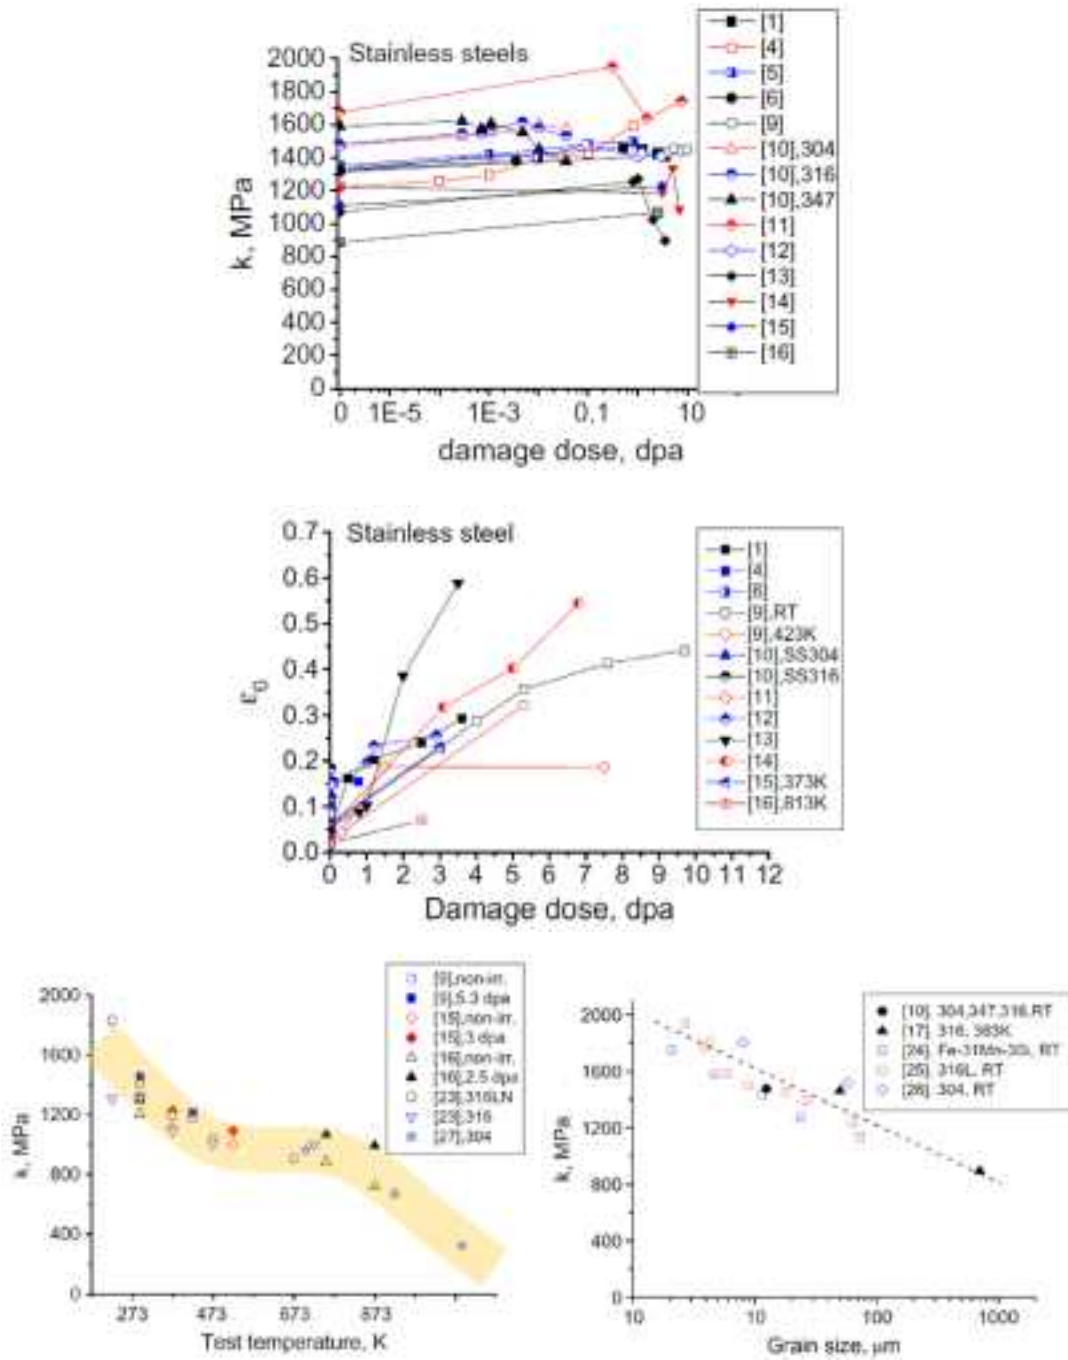 Stainless steels
k, MPa
2000
1800
1600
1400
1200
1000
800
600
400
200
0
0 1E-5 1E-3 0,1 10
damage dose, dpa
[1]
[4]
[5]
[6]
[9]
[10],304
[10],316
[10],347
[11]
[12]
[13]
[14]
[15]
[16]
Stainless steel
ε0
0.7
0.6
0.5
0.4
0.3
0.2
0.1
0.0
0 1 2 3 4 5 6 7 8 9 10 11 12
Damage dose, dpa
[1]
[4]
[6]
[9],RT
[9],423K
[10],SS304
[10],SS316
[11]
[12]
[13]
[14]
[15],373K
[16],813K
k, MPa
2000
1600
1200
800
400
0
273 473 673 873
Test temperature, K
[9],non-irr.
[9],5.3 dpa
[15],non-irr.
[15],3 dpa
[16],non-irr.
[16],2.5 dpa
[23],316LN
[23],316
[27],304
k, MPa
2000
1600
1200
800
400
0
10 10 100 1000
Grain size, μm
[10]. 304,347,316,RT
[17]. 316, 363K
[24]. RT
[25]. 316L, RT
[26]. 304, RT